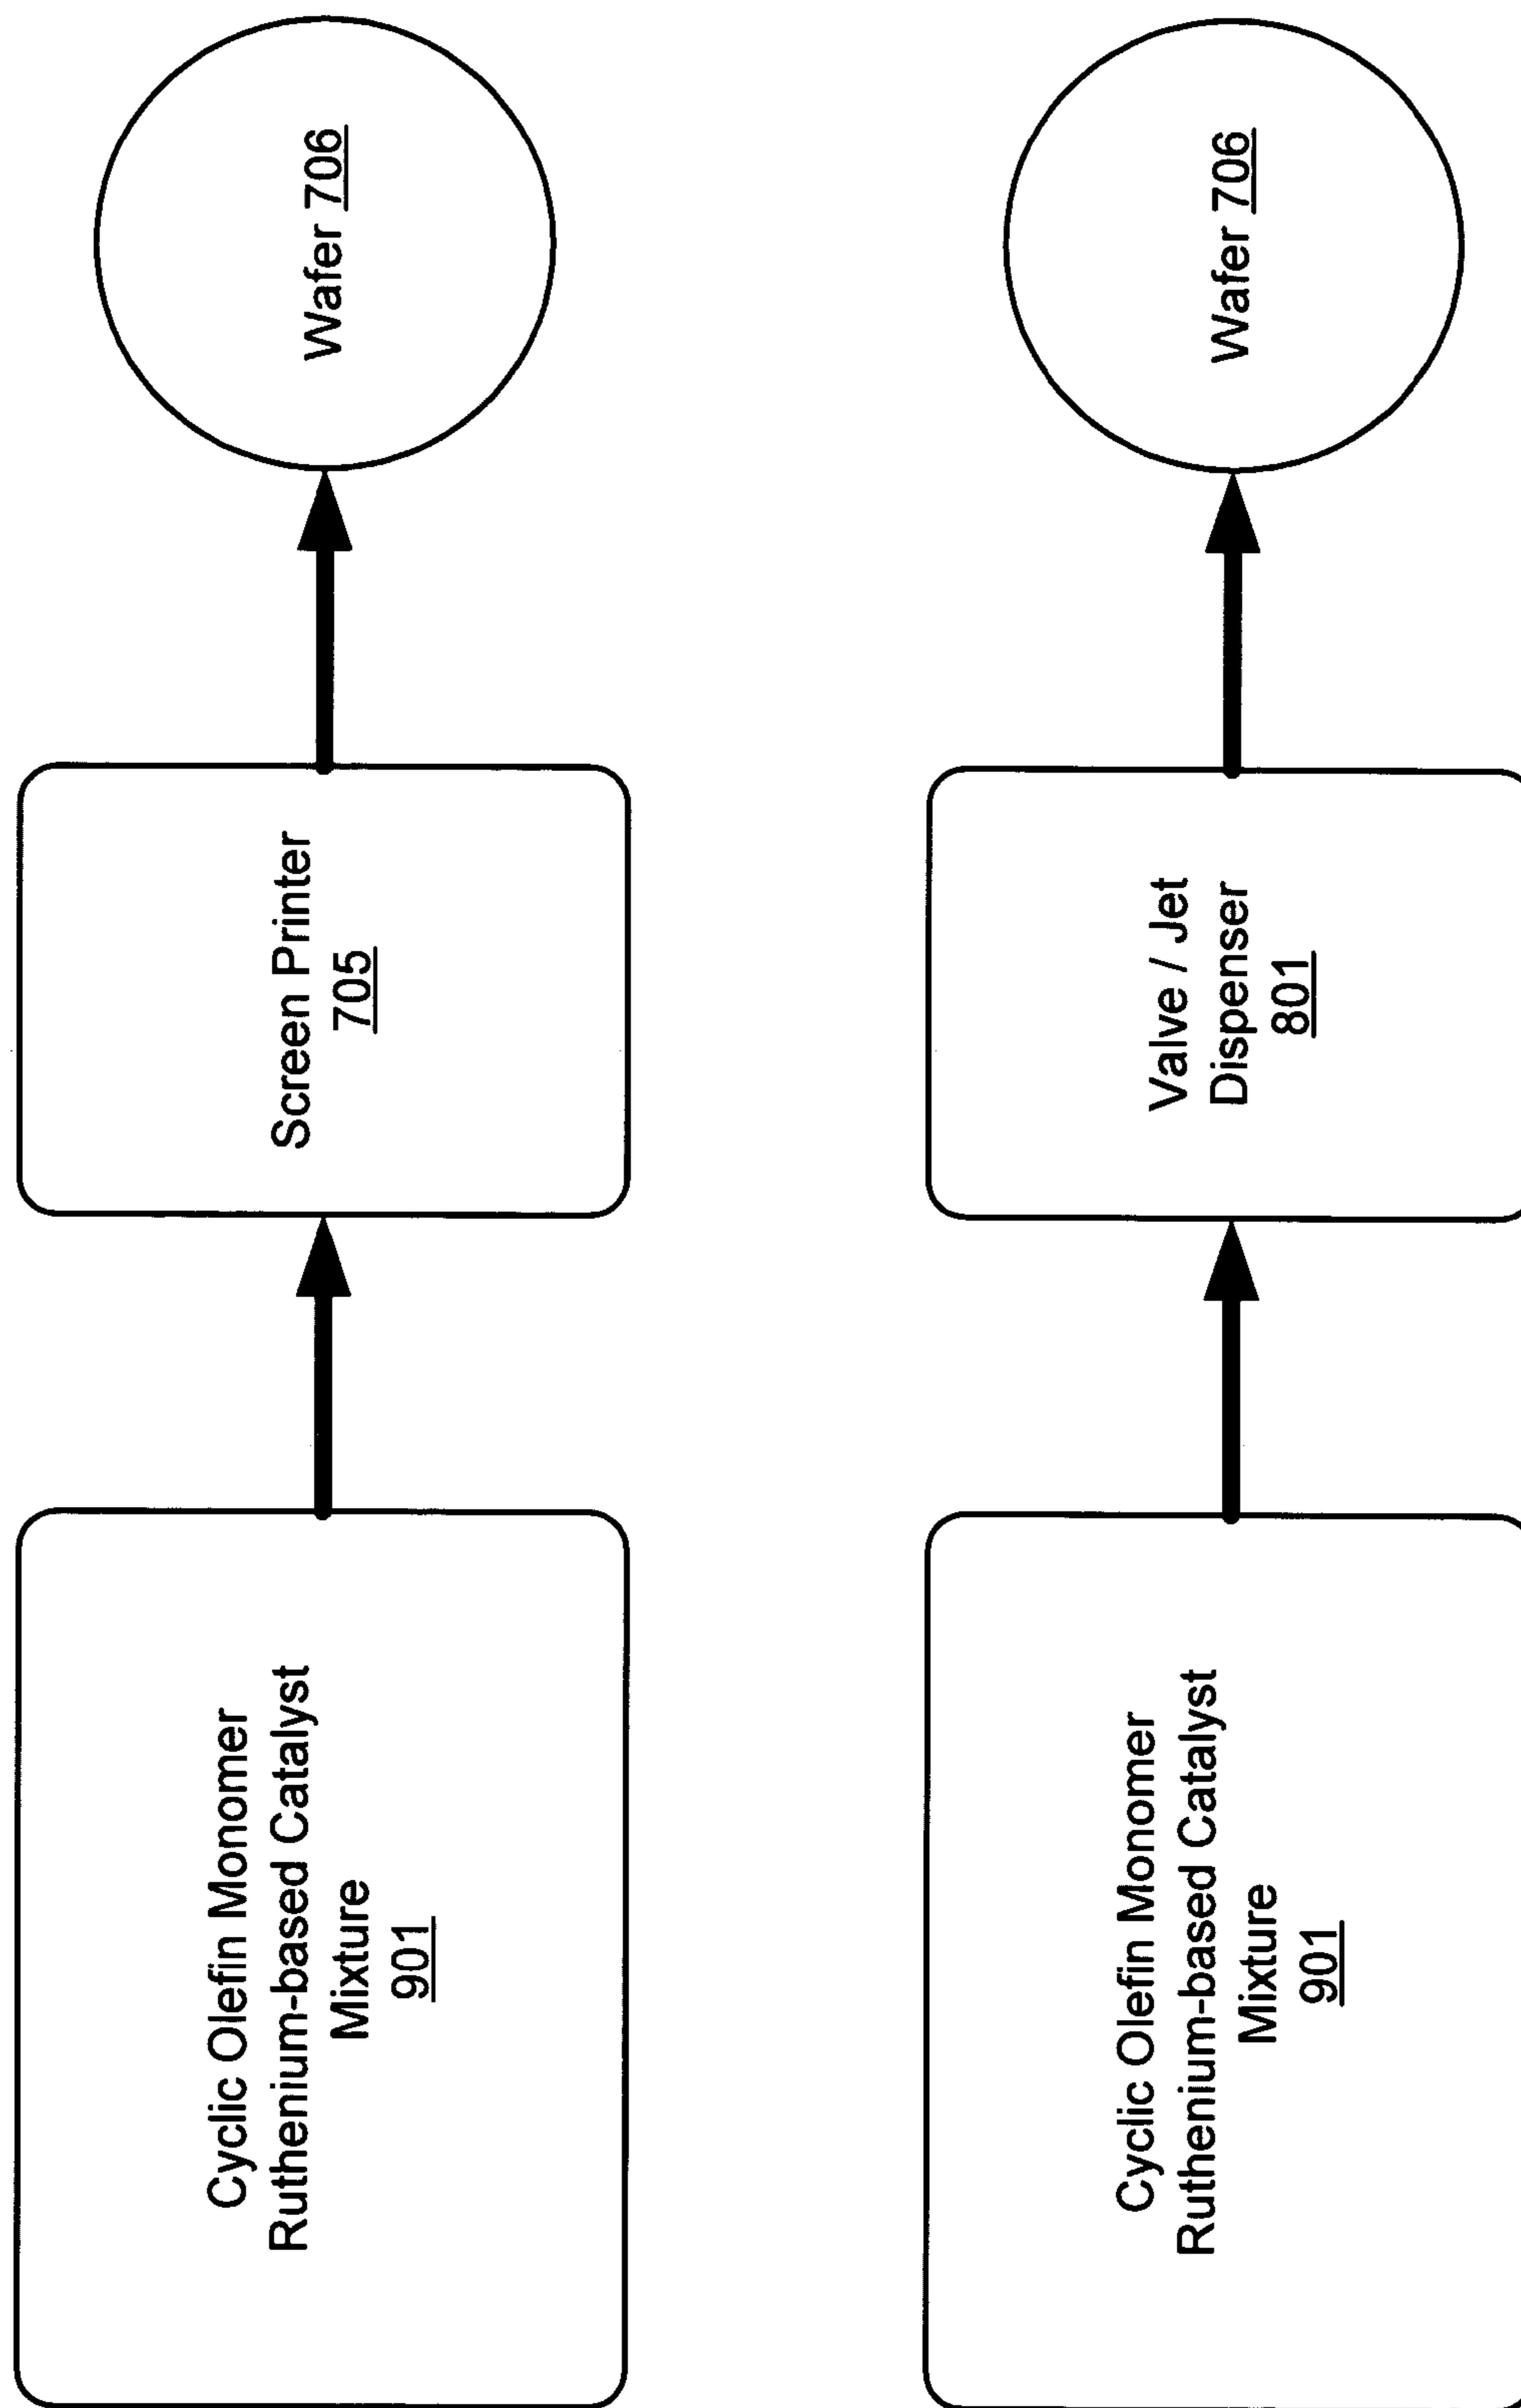 Cyclic Olefin Monomer
Ruthenium-based Catalyst
Mixture
901
Screen Printer
705
Wafer 706
Cyclic Olefin Monomer
Ruthenium-based Catalyst
Mixture
901
Valve / Jet
Dispenser
801
Wafer 706